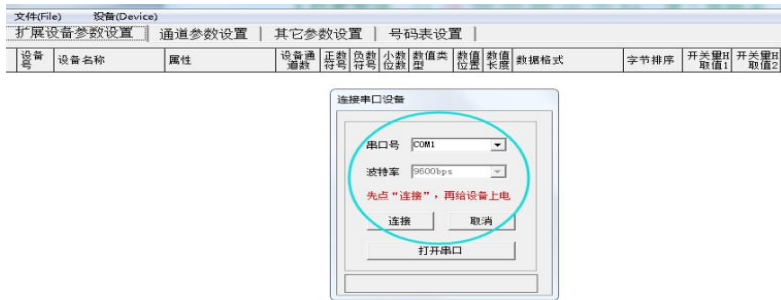 文件(File) 设备(Device)
扩展设备参数设置 通道参数设置 其它参数设置 号码表设置
设备号 设备名称 属性 设备通道数 正数符号 负数符号 小数位数 数值类型 数值位置 数值长度 数据格式 字节排序 开关量H取值1 开关量H取值2
连接串口设备
串口号 COM1
波特率 9600bps
先点“连接”，再给设备上电
连接 取消
打开串口